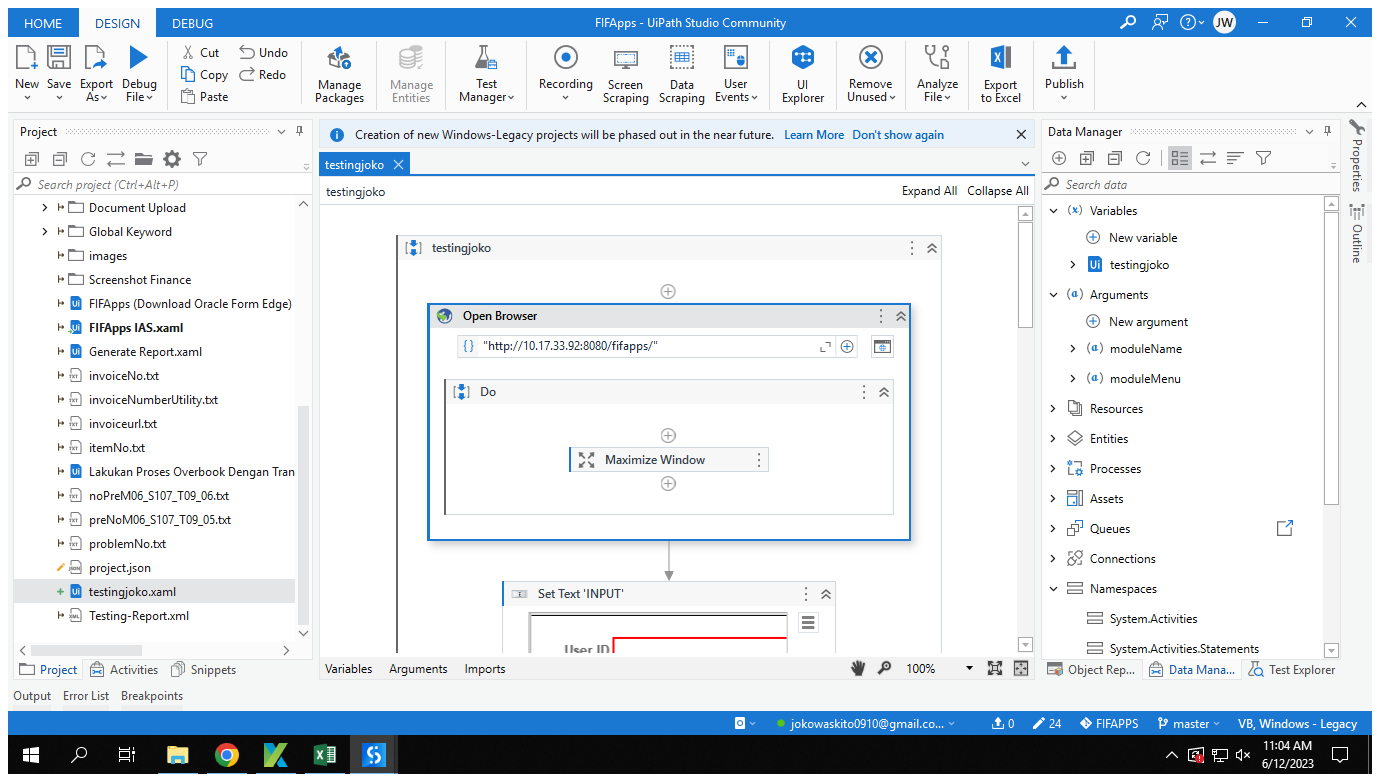 HOME DESIGN DEBUG FIFApps - UiPath Studio Community JW
New Save Export As Debug File Cut Copy Paste Undo Redo Manage Packages Manage Entities Test Manager Recording Screen Scraping Data Scraping User Events UI Explorer Remove Unused Analyze File Export to Excel Publish
Project
Search project (Ctrl+Alt+P)
Document Upload
Global Keyword
images
Screenshot Finance
FIFApps (Download Oracle Form Edge)
FIFApps IAS.xaml
Generate Report.xaml
invoiceNo.txt
invoiceNumberUtility.txt
invoiceurl.txt
itemNo.txt
Lakukan Proses Overbook Dengan Tran
noPreM06_S107_T09_06.txt
preNoM06_S107_T09_05.txt
problemNo.txt
project.json
testingjoko.xaml
Testing-Report.xml
Project Activities Snippets
Output Error List Breakpoints
Creation of new Windows-Legacy projects will be phased out in the near future. Learn More Don't show again
testingjoko
testingjoko Expand All Collapse All
testingjoko
Open Browser
"http://10.17.33.92:8080/fifapps/"
Do
Maximize Window
Set Text 'INPUT'
User ID
Variables Arguments Imports 100%
Data Manager
Search data
Variables
New variable
testingjoko
Arguments
New argument
moduleName
moduleMenu
Resources
Entities
Processes
Assets
Queues
Connections
Namespaces
System.Activities
System.Activities.Statements
Object Rep... Data Mana... Test Explorer
Properties
Outline
jokowaskito0910@gmail.co... 0 24 FIFAPPS master VB, Windows - Legacy
11:04 AM
6/12/2023